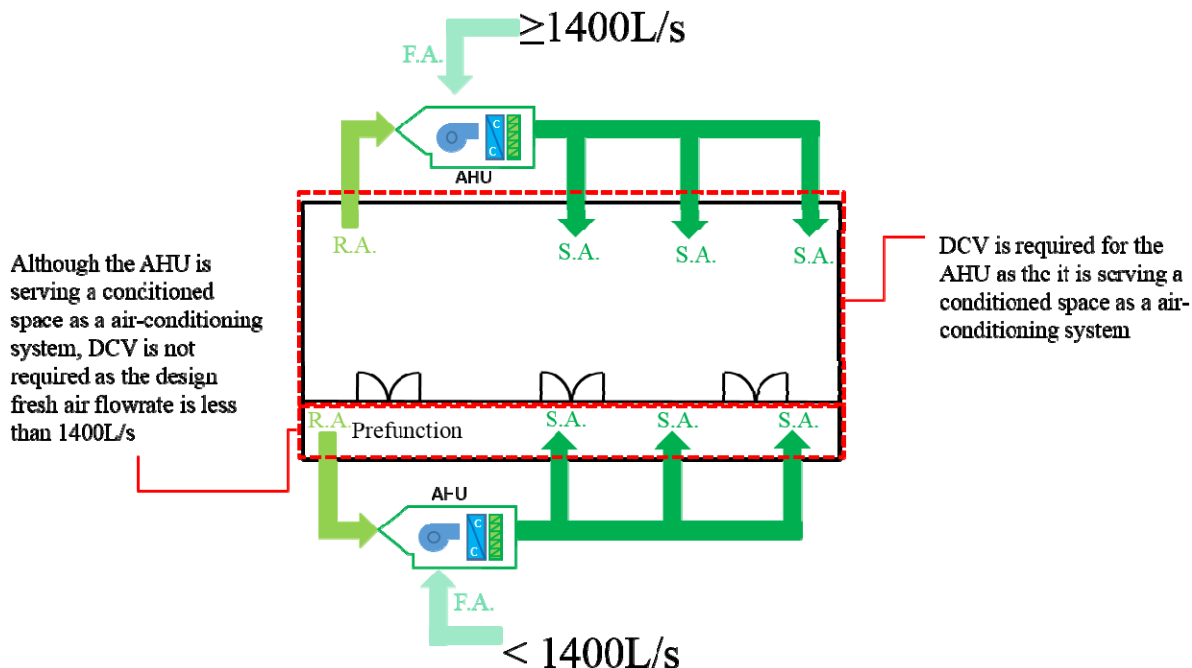 ≥1400L/s
F.A.
C
C
AHU
R.A.
S.A.
S.A.
S.A.
Although the AHU is
serving a conditioned
space as a air-conditioning
system, DCV is not
required as the design
fresh air flowrate is less
than 1400L/s
DCV is required for the
AHU as the it is serving a
conditioned space as a air-
conditioning system
R.A.
Prefunction
S.A.
S.A.
S.A.
AHU
C
C
F.A.
< 1400L/s